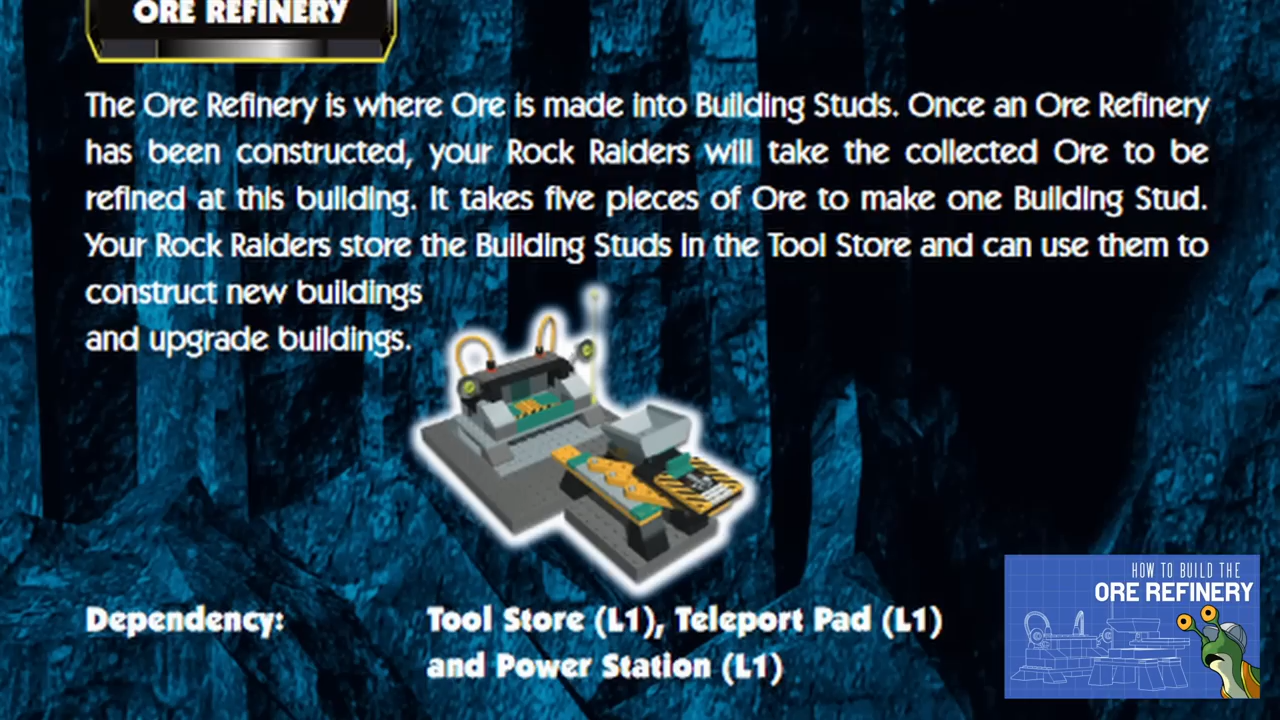 ORE REFINERY
The Ore Refinery is where Ore is made into Building Studs. Once an Ore Refinery
has been constructed, your Rock Raiders will take the collected Ore to be
refined at this building. It takes five pieces of Ore to make one Building Stud.
Your Rock Raiders store the Building Studs in the Tool Store and can use them to
construct new buildings
and upgrade buildings.
Dependency: Tool Store (L1), Teleport Pad (L1)
and Power Station (L1)
HOW TO BUILD THE
ORE REFINERY